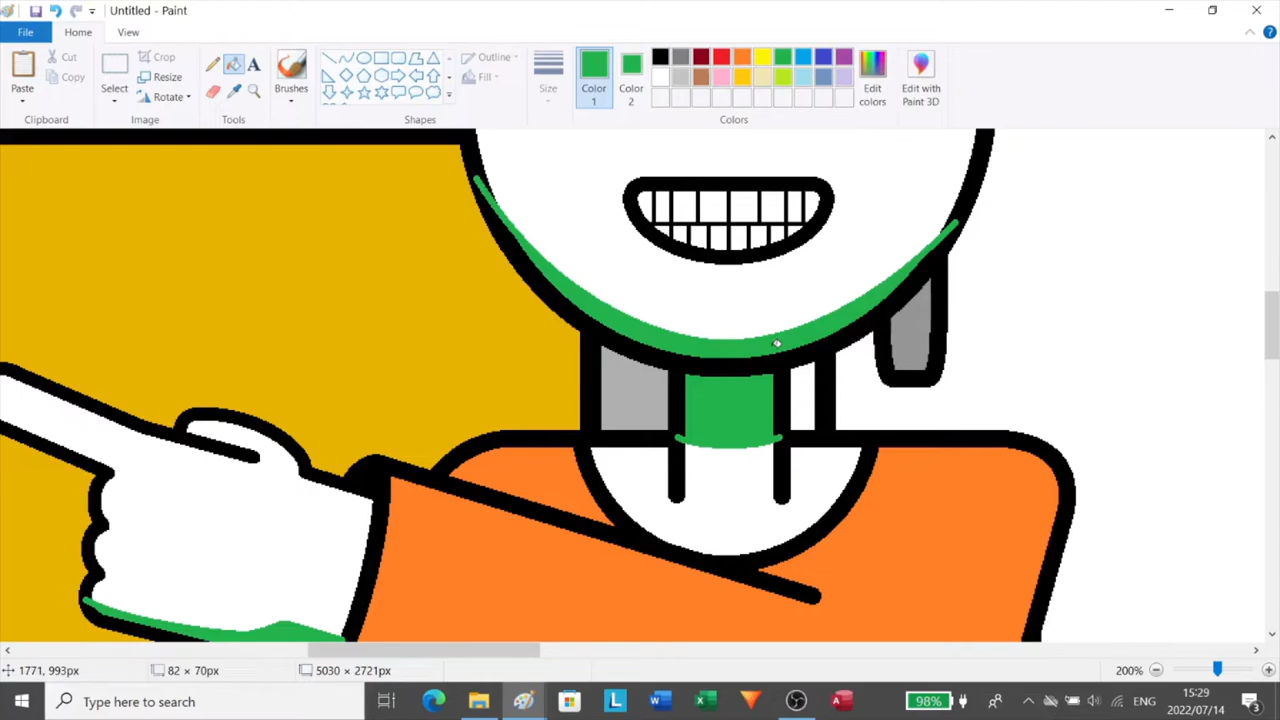 Untitled - Paint
File Home View
Paste
Cut
Copy
Clipboard
Select
Crop
Resize
Rotate
Image
A
Tools
Brushes
Outline
Fill
Shapes
Size
Color 1
Color 2
Edit colors
Edit with Paint 3D
Colors
1771, 993px
82 × 70px
5030 × 2721px
200%
Type here to search
L
98%
ENG
15:29
2022/07/14
3